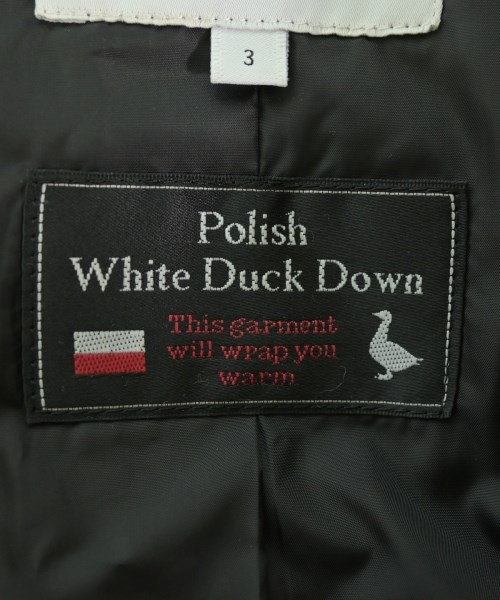 3
Polish
White Duck Down
This garment
will wrap you
warm